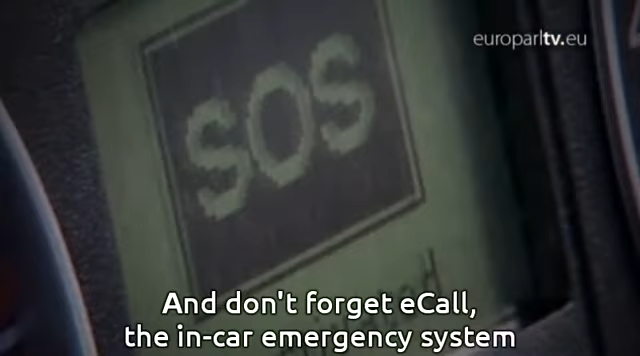 europarltv.eu
SOS
And don't forget eCall,
the in-car emergency system